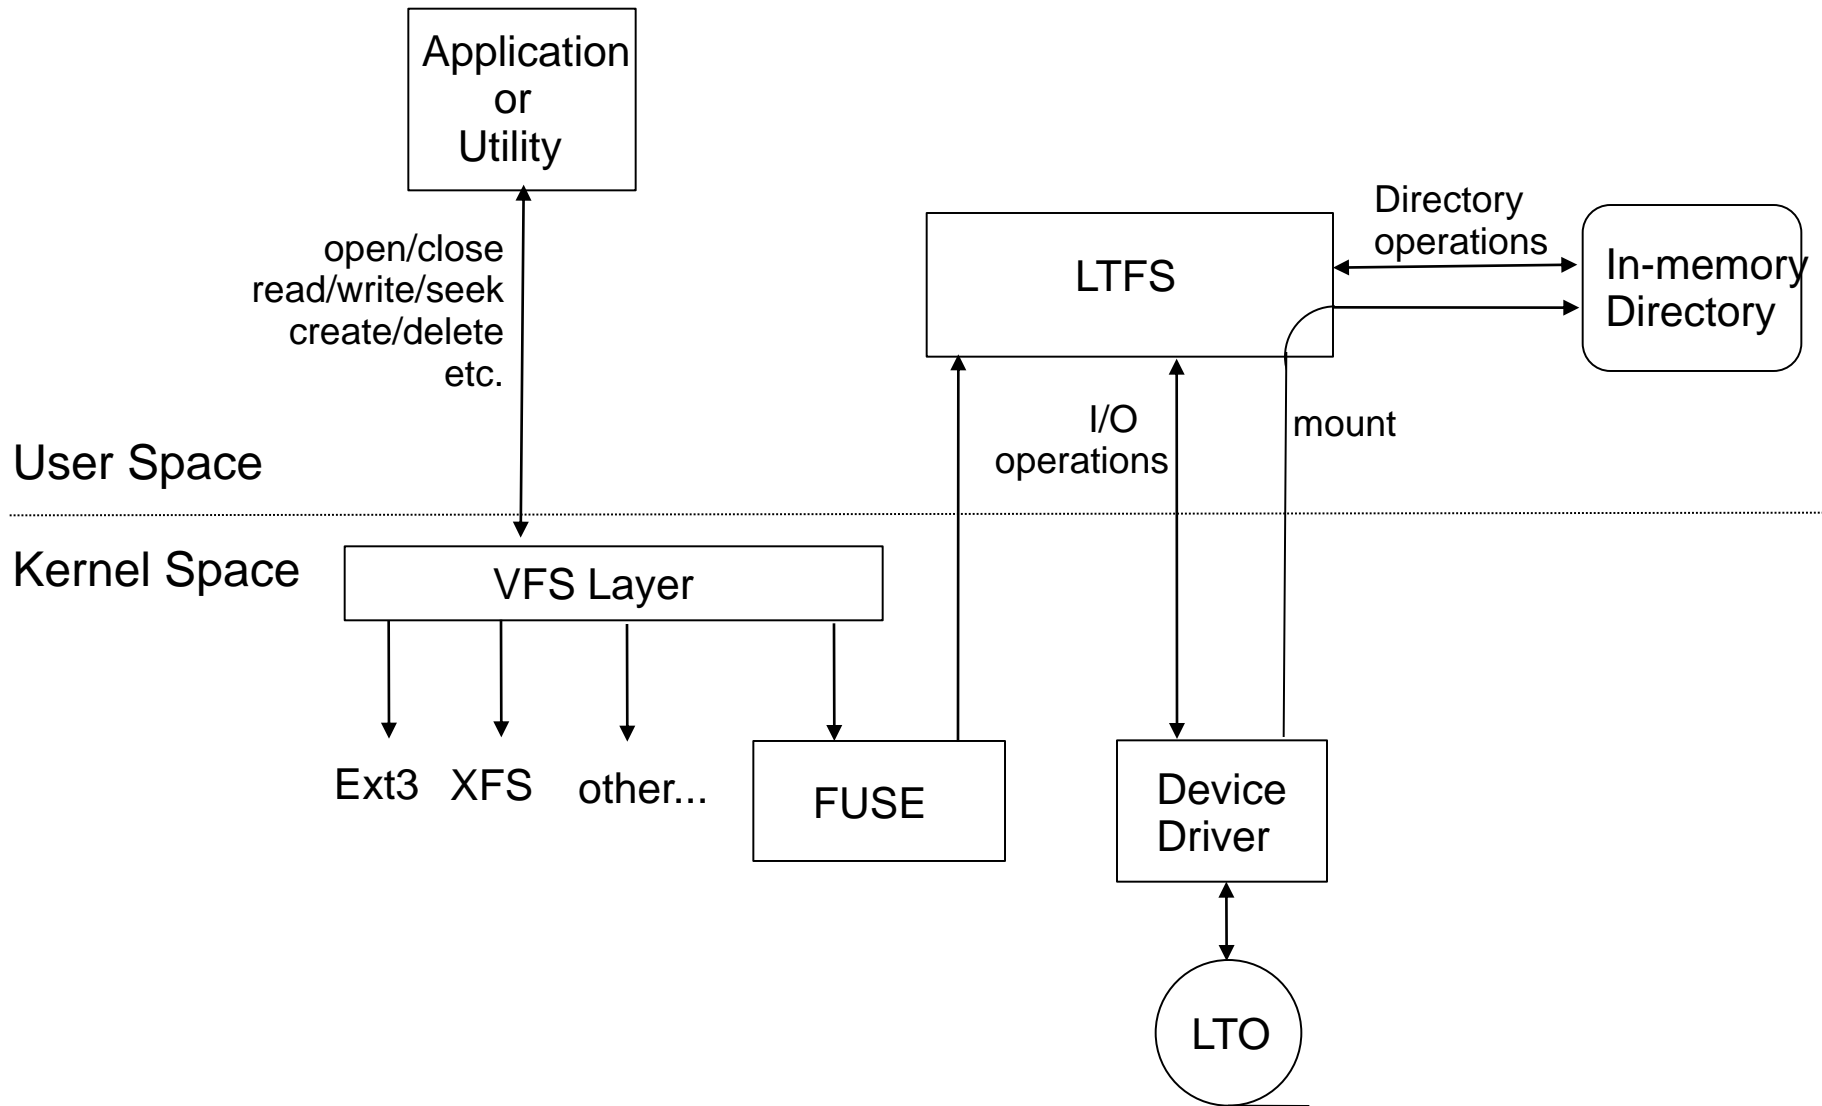 Application
or
Utility
open/close
read/write/seek
create/delete
etc.
LTFS
Directory
operations
In-memory
Directory
I/O
operations
mount
User Space
Kernel Space
VFS Layer
Ext3
XFS
other...
FUSE
Device
Driver
LTO